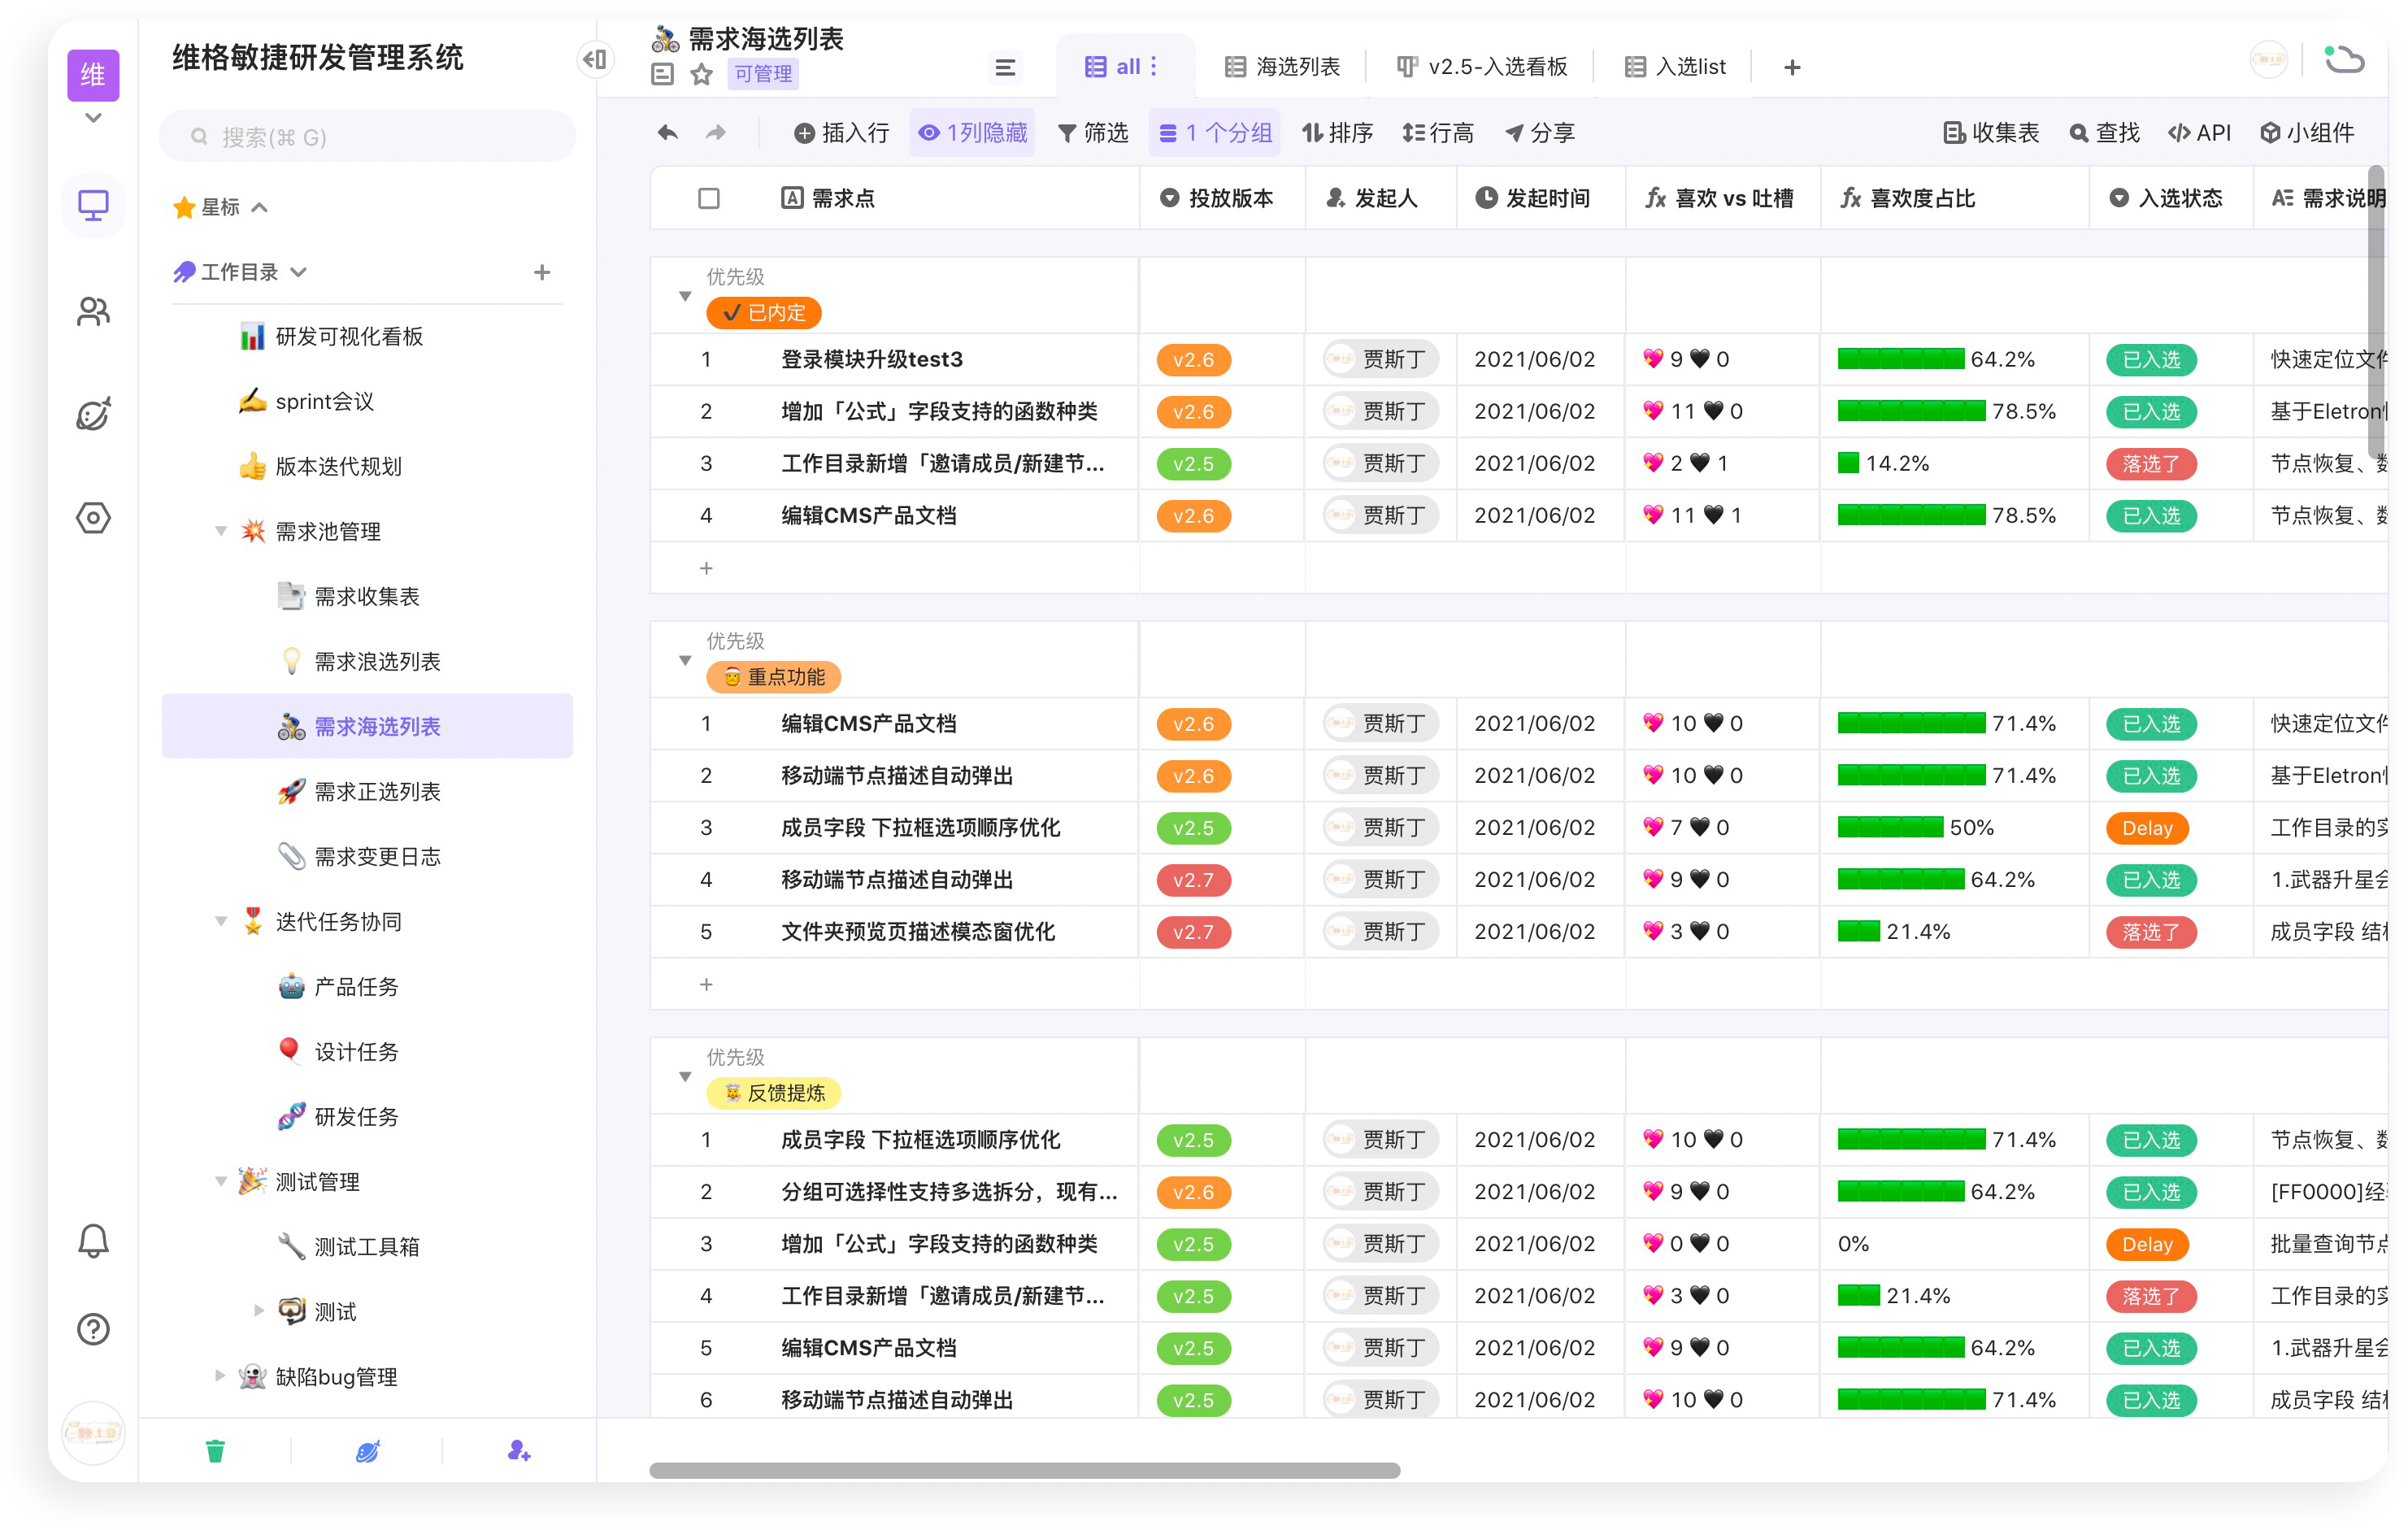 维
维格敏捷研发管理系统
搜索(⌘ G)
星标
工作目录
研发可视化看板
sprint会议
版本迭代规划
需求池管理
需求收集表
需求浪选列表
需求海选列表
需求正选列表
需求变更日志
迭代任务协同
产品任务
设计任务
研发任务
测试管理
测试工具箱
测试
缺陷bug管理
需求海选列表
可管理
all
海选列表
v2.5-入选看板
入选list
插入行
1列隐藏
筛选
1 个分组
排序
行高
分享
收集表
查找
API
小组件
需求点 投放版本 发起人 发起时间 喜欢 vs 吐槽 喜欢度占比 入选状态 需求说明
优先级
已内定
1 登录模块升级test3 v2.6 贾斯丁 2021/06/02 💖 9 🖤 0 64.2% 已入选 快速定位文件
2 增加「公式」字段支持的函数种类 v2.6 贾斯丁 2021/06/02 💖 11 🖤 0 78.5% 已入选 基于Eletron
3 工作目录新增「邀请成员/新建节... v2.5 贾斯丁 2021/06/02 💖 2 🖤 1 14.2% 落选了 节点恢复、数
4 编辑CMS产品文档 v2.6 贾斯丁 2021/06/02 💖 11 🖤 1 78.5% 已入选 节点恢复、数
优先级
重点功能
1 编辑CMS产品文档 v2.6 贾斯丁 2021/06/02 💖 10 🖤 0 71.4% 已入选 快速定位文件
2 移动端节点描述自动弹出 v2.6 贾斯丁 2021/06/02 💖 10 🖤 0 71.4% 已入选 基于Eletron
3 成员字段 下拉框选项顺序优化 v2.5 贾斯丁 2021/06/02 💖 7 🖤 0 50% Delay 工作目录的实
4 移动端节点描述自动弹出 v2.7 贾斯丁 2021/06/02 💖 9 🖤 0 64.2% 已入选 1.武器升星会
5 文件夹预览页描述模态窗优化 v2.7 贾斯丁 2021/06/02 💖 3 🖤 0 21.4% 落选了 成员字段 结构
优先级
反馈提炼
1 成员字段 下拉框选项顺序优化 v2.5 贾斯丁 2021/06/02 💖 10 🖤 0 71.4% 已入选 节点恢复、数
2 分组可选择性支持多选拆分，现有... v2.6 贾斯丁 2021/06/02 💖 9 🖤 0 64.2% 已入选 [FF0000]经
3 增加「公式」字段支持的函数种类 v2.5 贾斯丁 2021/06/02 💖 0 🖤 0 0% Delay 批量查询节点
4 工作目录新增「邀请成员/新建节... v2.5 贾斯丁 2021/06/02 💖 3 🖤 0 21.4% 落选了 工作目录的实
5 编辑CMS产品文档 v2.5 贾斯丁 2021/06/02 💖 9 🖤 0 64.2% 已入选 1.武器升星会
6 移动端节点描述自动弹出 v2.5 贾斯丁 2021/06/02 💖 10 🖤 0 71.4% 已入选 成员字段 结构